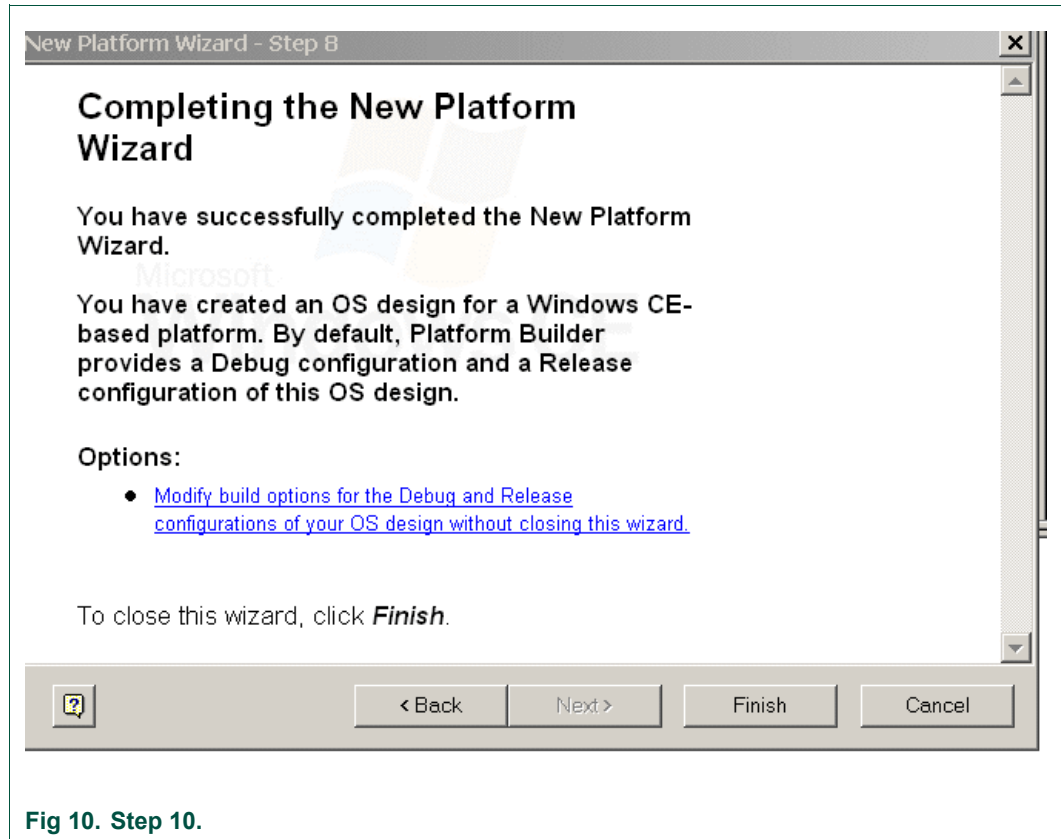 New Platform Wizard - Step 8
Completing the New Platform
Wizard
You have successfully completed the New Platform
Wizard.
Microsoft
Windows CE
You have created an OS design for a Windows CE-
based platform. By default, Platform Builder
provides a Debug configuration and a Release
configuration of this OS design.
Options:
Modify build options for the Debug and Release
configurations of your OS design without closing this wizard.
To close this wizard, click Finish.
< Back Next > Finish Cancel
Fig 10. Step 10.